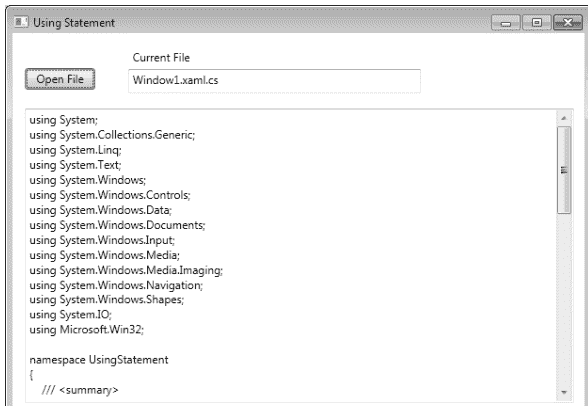 Using Statement
Current File
Open File
Window1.xaml.cs
using System;
using System.Collections.Generic;
using System.Linq;
using System.Text;
using System.Windows;
using System.Windows.Controls;
using System.Windows.Data;
using System.Windows.Documents;
using System.Windows.Input;
using System.Windows.Media;
using System.Windows.Media.Imaging;
using System.Windows.Navigation;
using System.Windows.Shapes;
using System.IO;
using Microsoft.Win32;
namespace UsingStatement
{
/// <summary>